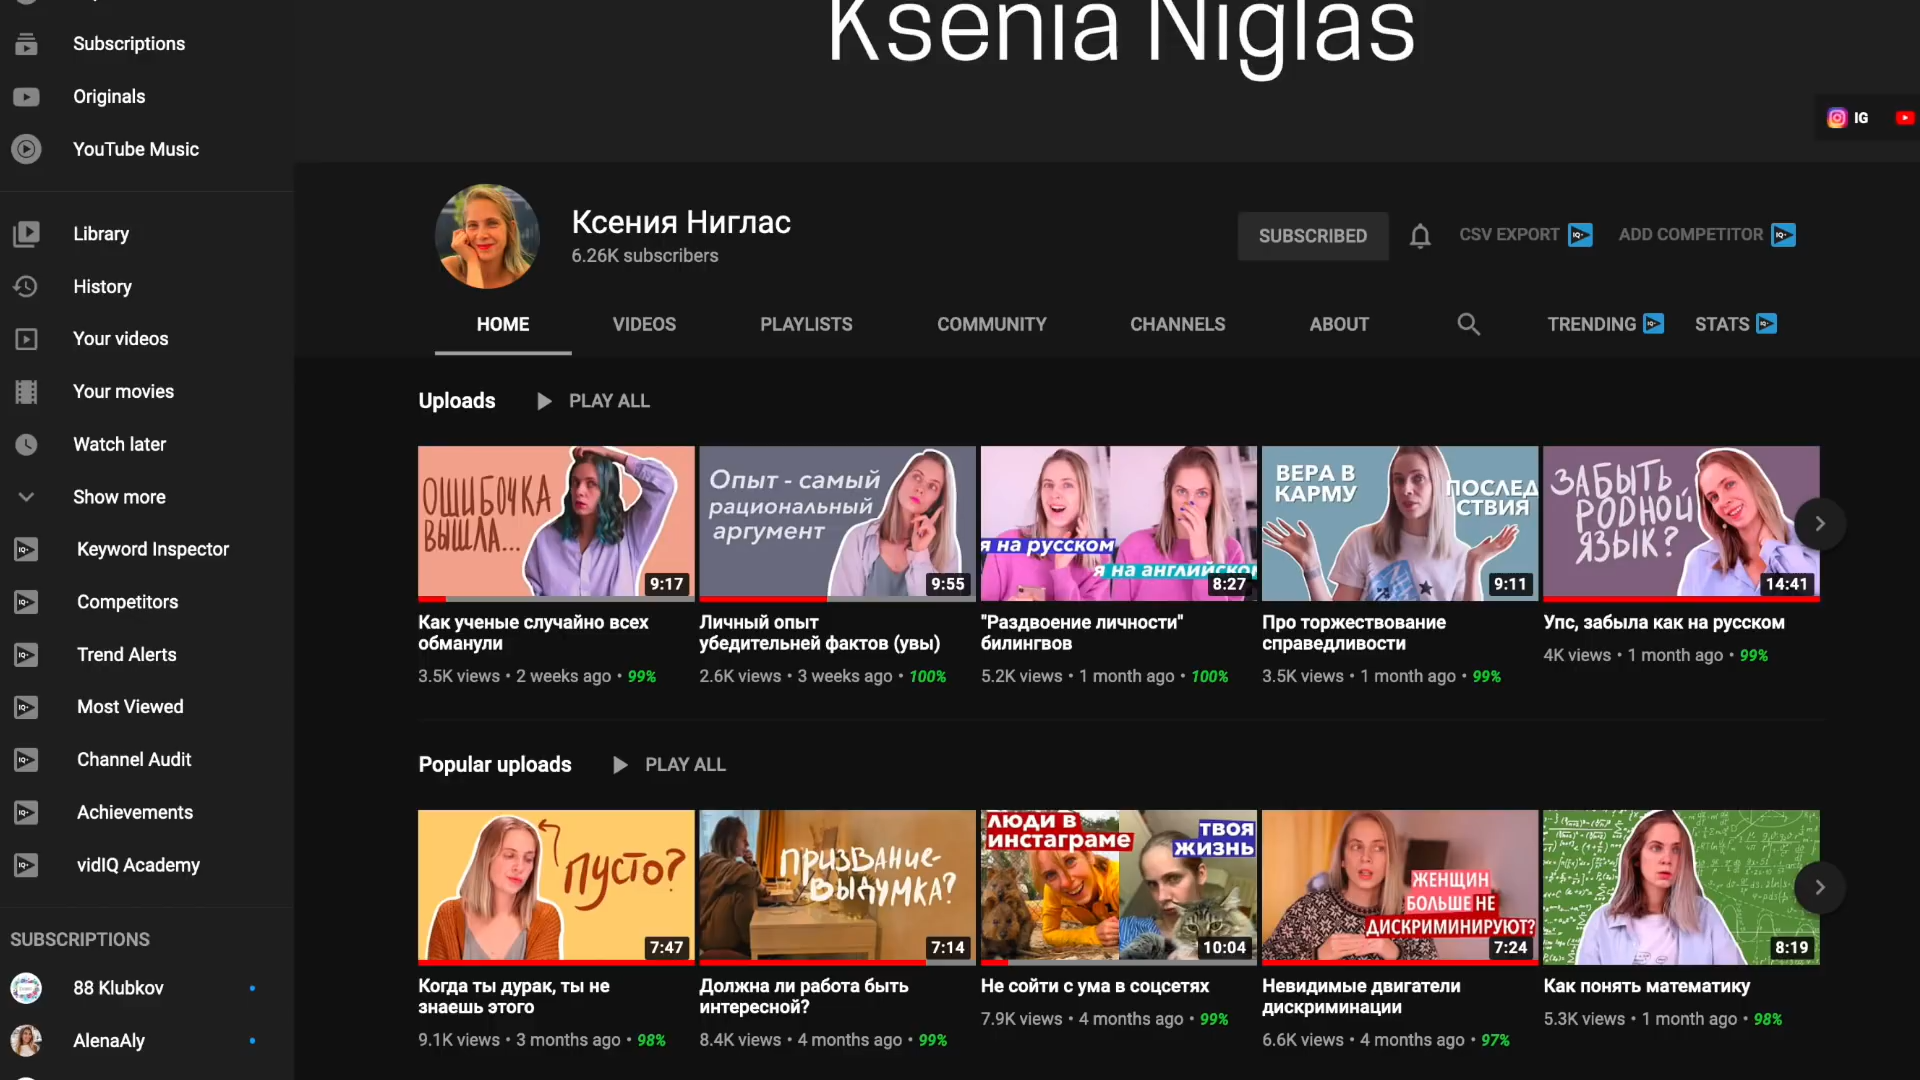 Ksenia Niglas
Subscriptions
Originals
YouTube Music
IG
Library
History
Your videos
Your movies
Watch later
Show more
Keyword Inspector
Competitors
Trend Alerts
Most Viewed
Channel Audit
Achievements
vidIQ Academy
SUBSCRIPTIONS
88 Klubkov
AlenaAly
Ксения Ниглас
6.26K subscribers
SUBSCRIBED
CSV EXPORT
ADD COMPETITOR
HOME VIDEOS PLAYLISTS COMMUNITY CHANNELS ABOUT TRENDING STATS
Uploads PLAY ALL
ОШИБОЧКА
ВЫШЛА...
9:17
Как ученые случайно всех
обманули
3.5K views • 2 weeks ago • 99%
Опыт - самый
рациональный
аргумент
9:55
Личный опыт
убедительней фактов (увы)
2.6K views • 3 weeks ago • 100%
я на русском
я на английском
8:27
"Раздвоение личности"
билингвов
5.2K views • 1 month ago • 100%
ВЕРА В
КАРМУ
ПОСЛЕД
СТВИЯ
9:11
Про торжествование
справедливости
3.5K views • 1 month ago • 99%
ЗАБЫТЬ
РОДНОЙ
ЯЗЫК?
14:41
Упс, забыла как на русском
4K views • 1 month ago • 99%
Popular uploads PLAY ALL
ПУСТО?
7:47
Когда ты дурак, ты не
знаешь этого
9.1K views • 3 months ago • 98%
ПРИЗВАНИЕ-
ВЫДУМКА?
7:14
Должна ли работа быть
интересной?
8.4K views • 4 months ago • 99%
ЛЮДИ В
ИНСТАГРАМЕ
ТВОЯ
ЖИЗНЬ
10:04
Не сойти с ума в соцсетях
7.9K views • 4 months ago • 99%
ЖЕНЩИН
БОЛЬШЕ НЕ
ДИСКРИМИНИРУЮТ?
7:24
Невидимые двигатели
дискриминации
6.6K views • 4 months ago • 97%
8:19
Как понять математику
5.3K views • 1 month ago • 98%